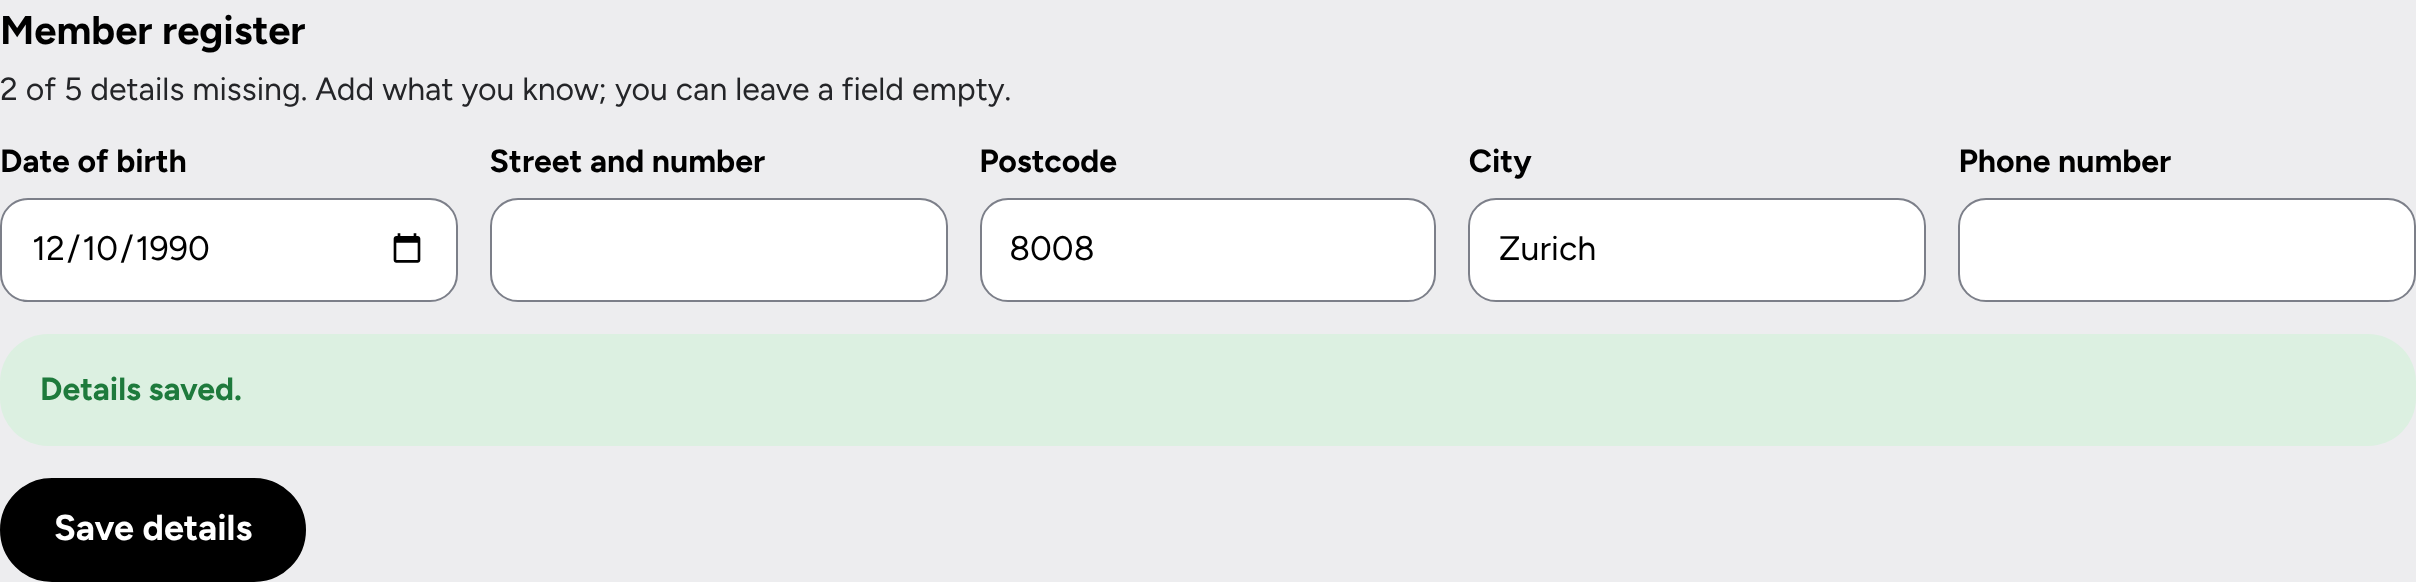 Member register
2 of 5 details missing. Add what you know; you can leave a field empty.
Date of birth
Street and number
Postcode
City
Phone number
12/10/1990
8008
Zurich
Details saved.
Save details